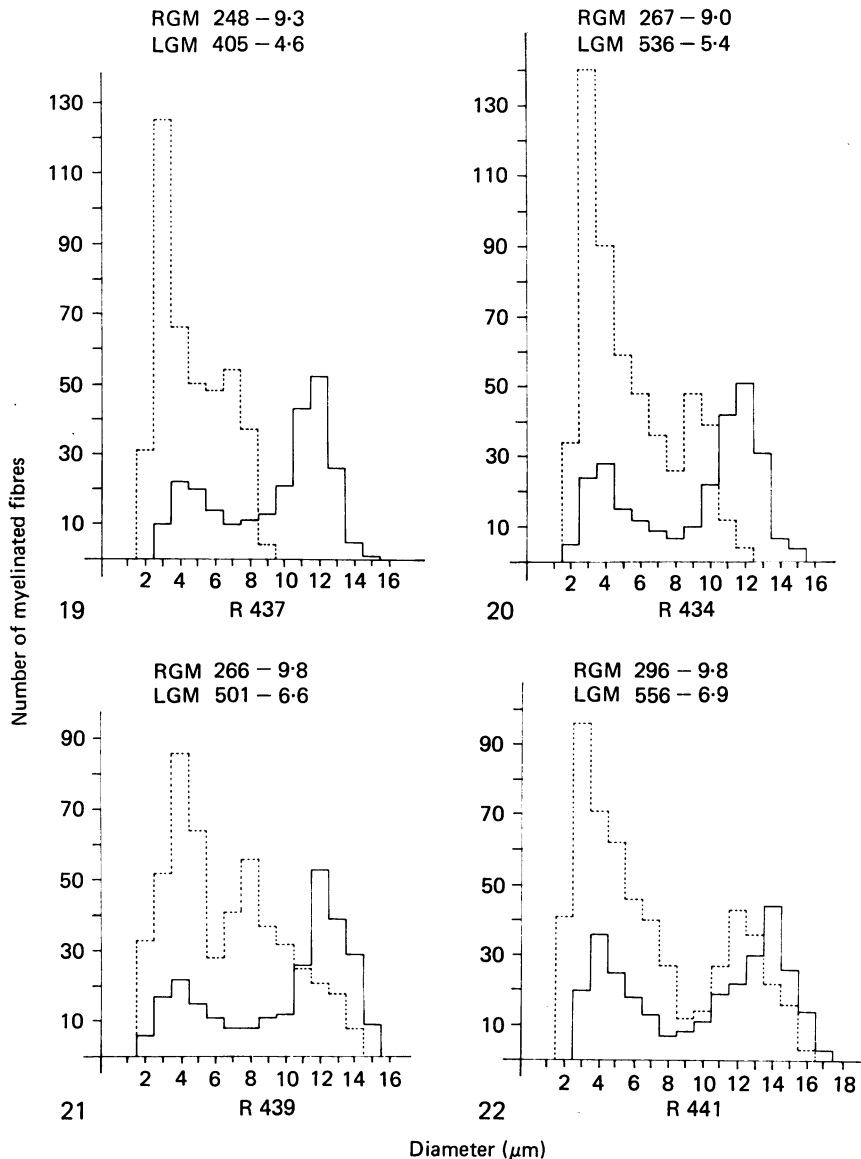 RGM 248 – 9·3
LGM 405 – 4·6
130
110
90
70
50
30
10
2 4 6 8 10 12 14 16
19 R 437
RGM 267 – 9·0
LGM 536 – 5·4
130
110
90
70
50
30
10
2 4 6 8 10 12 14 16
20 R 434
Number of myelinated fibres
RGM 266 – 9·8
LGM 501 – 6·6
90
70
50
30
10
2 4 6 8 10 12 14 16
21 R 439
RGM 296 – 9·8
LGM 556 – 6·9
90
70
50
30
10
2 4 6 8 10 12 14 16 18
22 R 441
Diameter (μm)